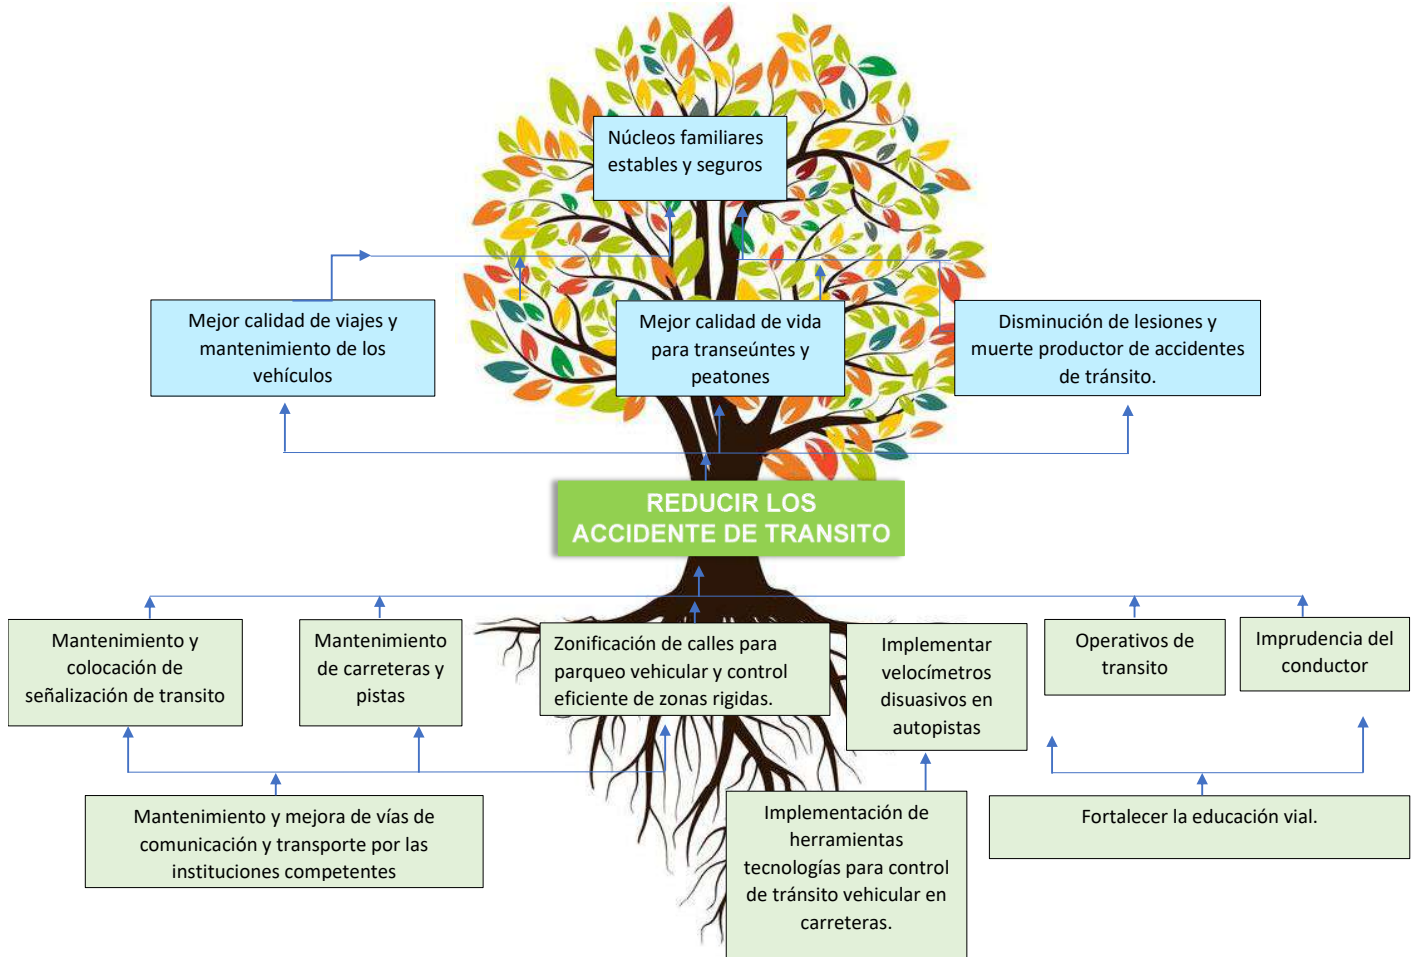 Núcleos familiares
estables y seguros
Mejor calidad de viajes y
mantenimiento de los
vehículos
Mejor calidad de vida
para transeúntes y
peatones
Disminución de lesiones y
muerte productor de accidentes
de tránsito.
REDUCIR LOS
ACCIDENTE DE TRANSITO
Mantenimiento y
colocación de
señalización de transito
Mantenimiento
de carreteras y
pistas
Zonificación de calles para
parqueo vehicular y control
eficiente de zonas rigidas.
Implementar
velocímetros
disuasivos en
autopistas
Operativos de
transito
Imprudencia del
conductor
Mantenimiento y mejora de vías de
comunicación y transporte por las
instituciones competentes
Implementación de
herramientas
tecnologías para control
de tránsito vehicular en
carreteras.
Fortalecer la educación vial.